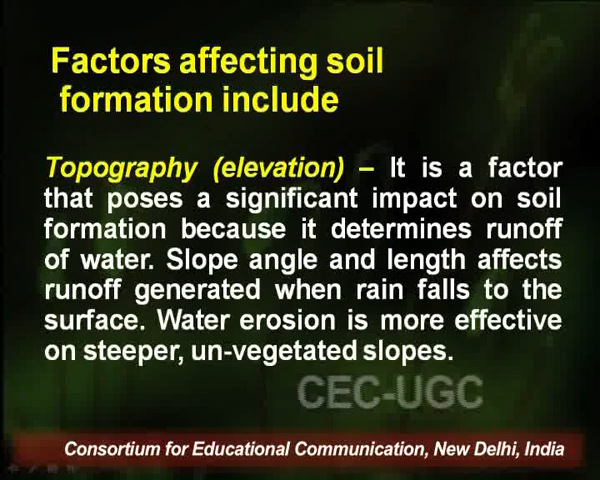 Factors affecting soil
formation include
Topography (elevation) – It is a factor
that poses a significant impact on soil
formation because it determines runoff
of water. Slope angle and length affects
runoff generated when rain falls to the
surface. Water erosion is more effective
on steeper, un-vegetated slopes.
CEC-UGC
Consortium for Educational Communication, New Delhi, India